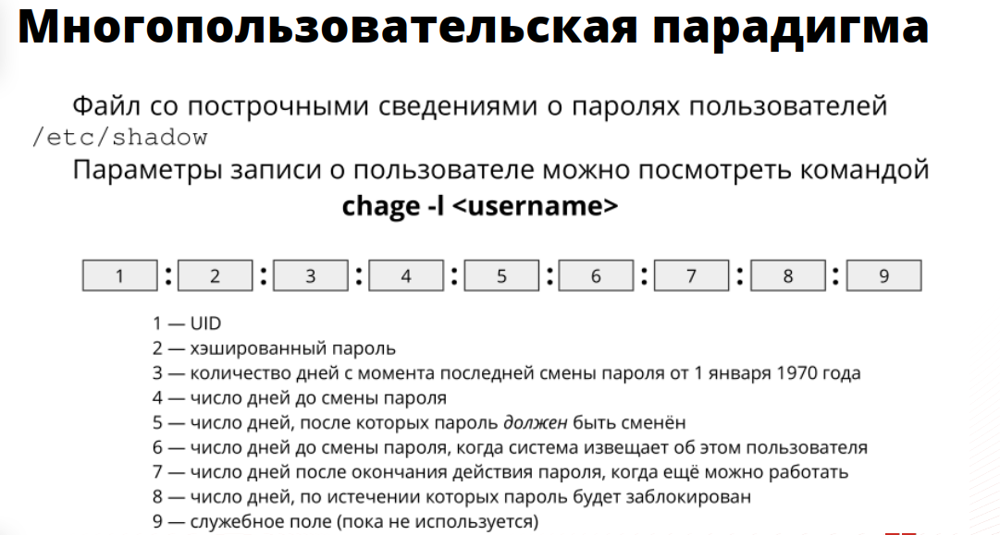 Многопользовательская парадигма
Файл со построчными сведениями о паролях пользователей
/etc/shadow
Параметры записи о пользователе можно посмотреть командой
chage -l <username>
1 : 2 : 3 : 4 : 5 : 6 : 7 : 8 : 9
1 — UID
2 — хэшированный пароль
3 — количество дней с момента последней смены пароля от 1 января 1970 года
4 — число дней до смены пароля
5 — число дней, после которых пароль должен быть сменён
6 — число дней до смены пароля, когда система извещает об этом пользователя
7 — число дней после окончания действия пароля, когда ещё можно работать
8 — число дней, по истечении которых пароль будет заблокирован
9 — служебное поле (пока не используется)